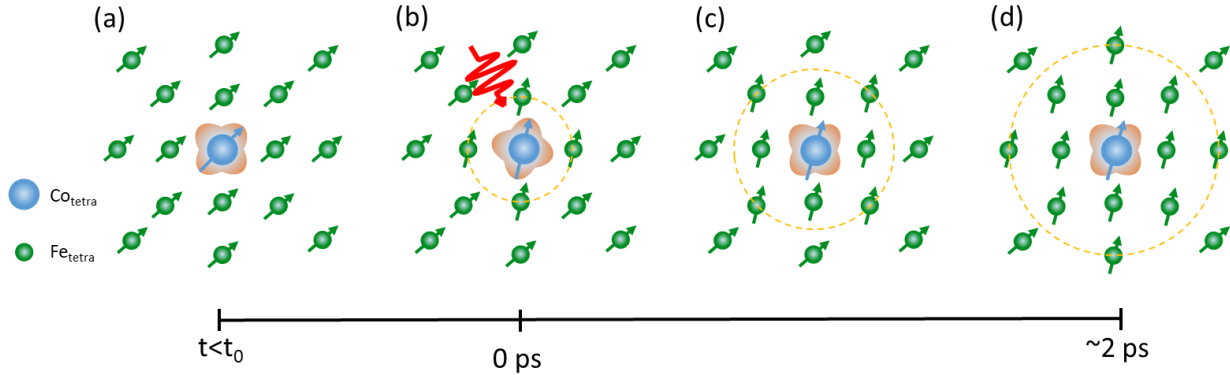 (a)
(b)
(c)
(d)
Co_tetra
Fe_tetra
t<t_0
0 ps
~2 ps